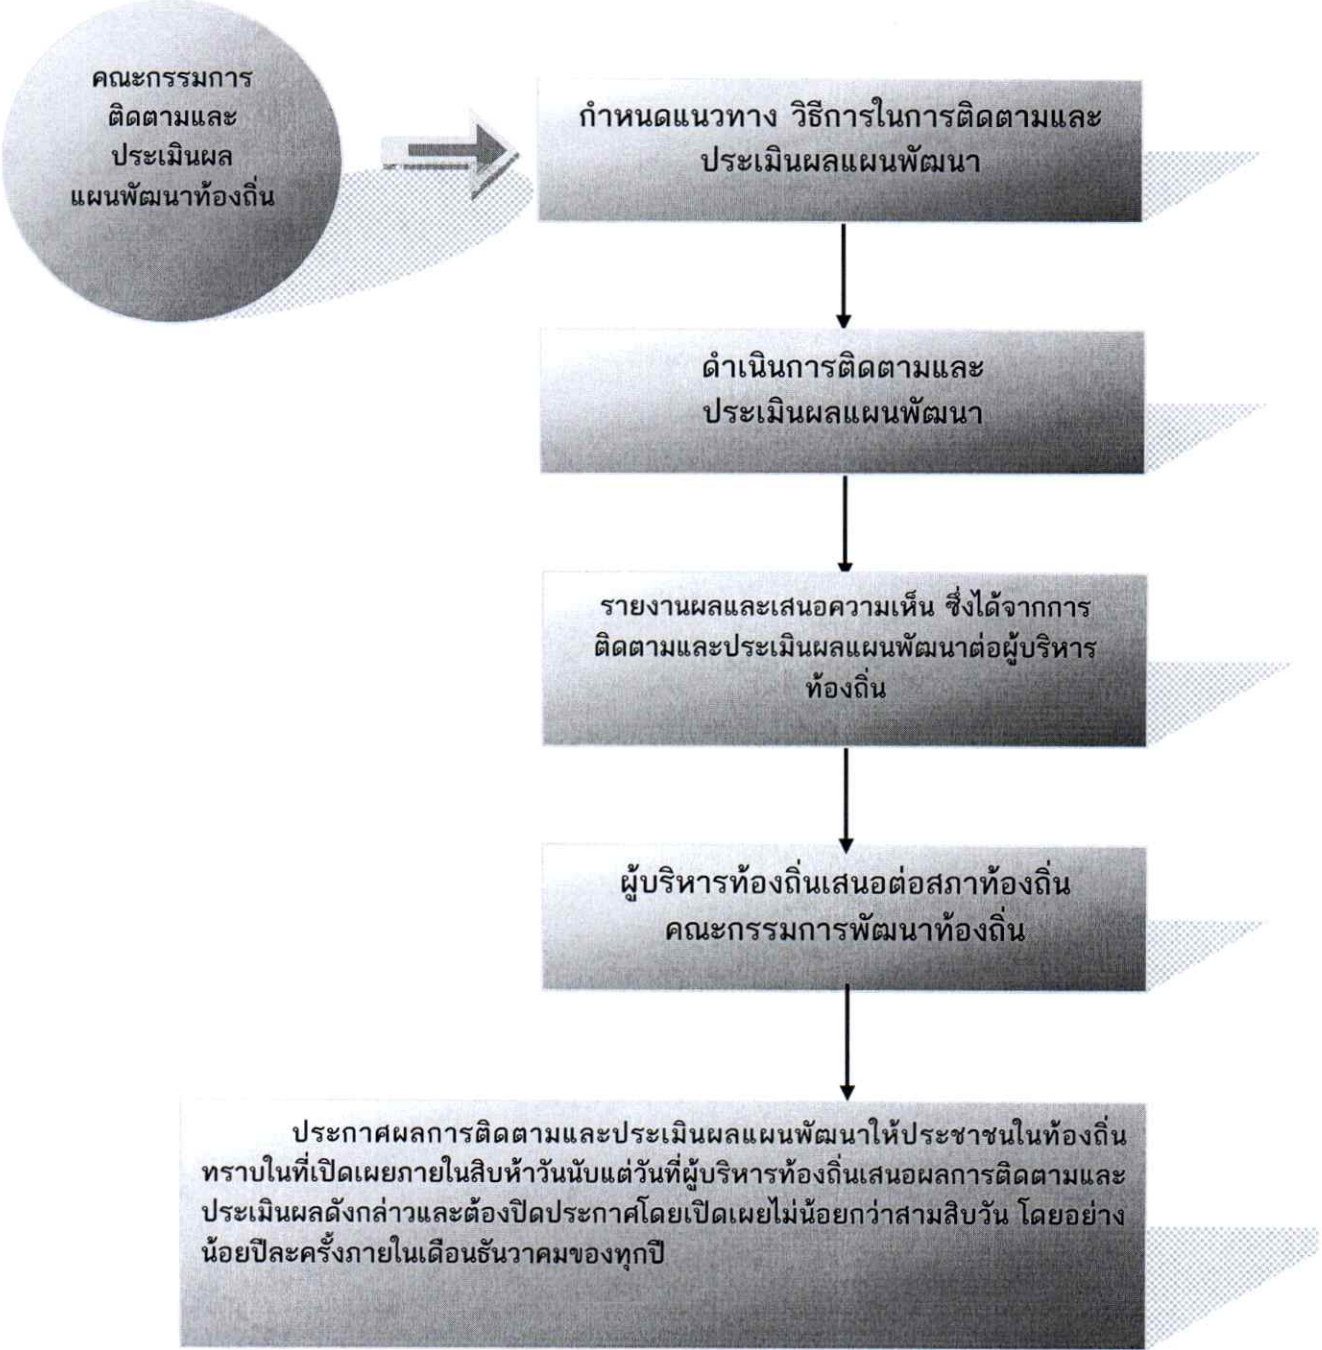 คณะกรรมการ
ติดตามและ
ประเมินผล
แผนพัฒนาท้องถิ่น
กำหนดแนวทาง วิธีการในการติดตามและ
ประเมินผลแผนพัฒนา
ดำเนินการติดตามและ
ประเมินผลแผนพัฒนา
รายงานผลและเสนอความเห็น ซึ่งได้จากการ
ติดตามและประเมินผลแผนพัฒนาต่อผู้บริหาร
ท้องถิ่น
ผู้บริหารท้องถิ่นเสนอต่อสภาท้องถิ่น
คณะกรรมการพัฒนาท้องถิ่น
ประกาศผลการติดตามและประเมินผลแผนพัฒนาให้ประชาชนในท้องถิ่น
ทราบในที่เปิดเผยภายในสิบห้าวันนับแต่วันที่ผู้บริหารท้องถิ่นเสนอผลการติดตามและ
ประเมินผลดังกล่าวและต้องปิดประกาศโดยเปิดเผยไม่น้อยกว่าสามสิบวัน โดยอย่าง
น้อยปีละครั้งภายในเดือนธันวาคมของทุกปี